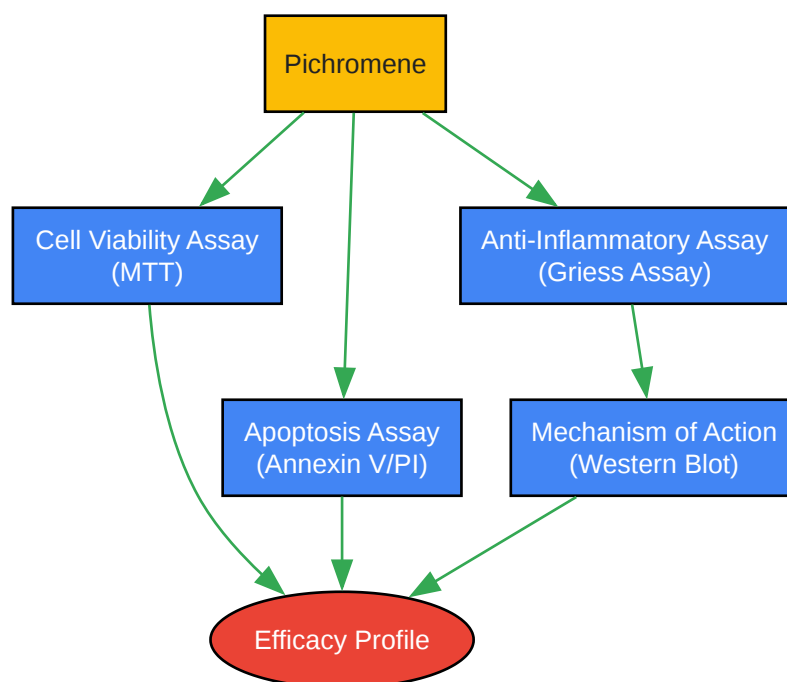 Pichromene
Cell Viability Assay
(MTT)
Anti-Inflammatory Assay
(Griess Assay)
Apoptosis Assay
(Annexin V/PI)
Mechanism of Action
(Western Blot)
Efficacy Profile